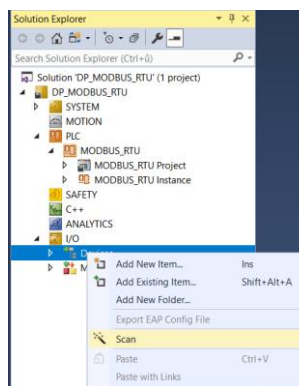 Solution Explorer
Search Solution Explorer (Ctrl+ů)
Solution 'DP_MODBUS_RTU' (1 project)
DP_MODBUS_RTU
SYSTEM
MOTION
PLC
MODBUS_RTU
MODBUS_RTU Project
MODBUS_RTU Instance
SAFETY
C++
ANALYTICS
I/O
Add New Item... Ins
Add Existing Item... Shift+Alt+A
Add New Folder...
Export EAP Config File
Scan
Paste Ctrl+V
Paste with Links